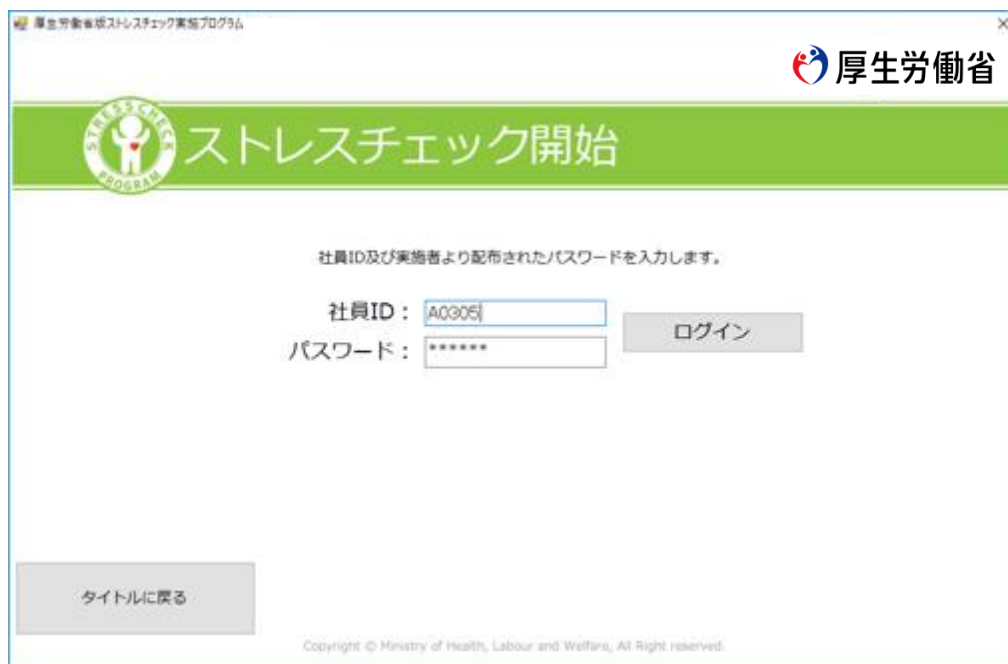 厚生労働省版ストレスチェック実施プログラム
厚生労働省
STRESSCHECK PROGRAM
ストレスチェック開始
社員ID及び実施者より配布されたパスワードを入力します。
社員ID： A0305
ログイン
パスワード： ******
タイトルに戻る
Copyright © Ministry of Health, Labour and Welfare, All Right reserved.